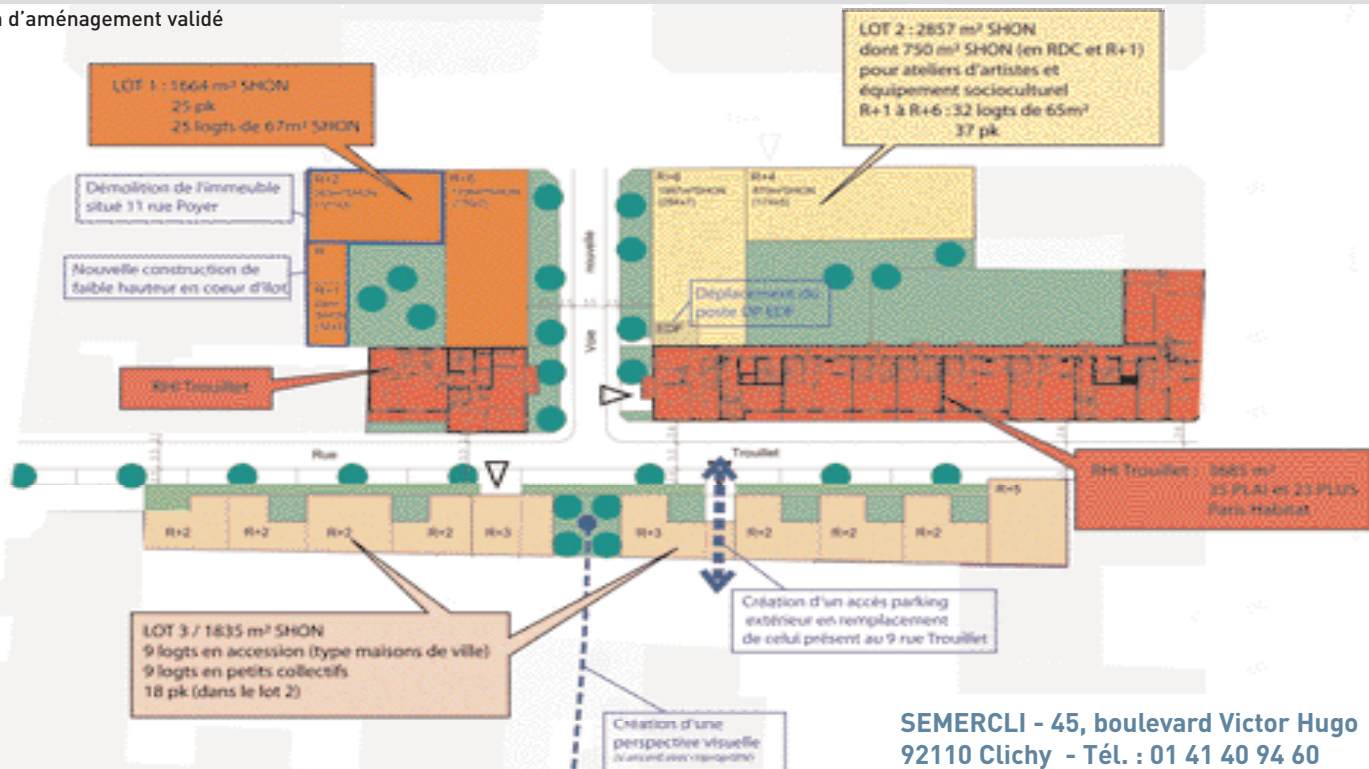 d’aménagement validé
LOT 1 : 1664 m² SHON
25 pk
25 logts de 67m² SHON
LOT 2 : 2857 m² SHON
dont 750 m² SHON (en RDC et R+1)
pour ateliers d'artistes et
équipement socioculturel
R+1 à R+6 : 32 logts de 65m²
37 pk
Démolition de l'immeuble
situé 11 rue Poyer
Nouvelle construction de
faible hauteur en coeur d'ilot
R+2
R+6
R+4
Voie nouvelle
Déplacement du
poste DP EDF
EDF
RHI Trouillet
Rue
Trouillet
RHI Trouillet : 3685 m²
35 PLAI et 23 PLUS
Paris Habitat
R+5
R+2
R+2
R+2
R+2
R+3
R+3
R+2
R+2
R+2
LOT 3 / 1835 m² SHON
9 logts en accession (type maisons de ville)
9 logts en petits collectifs
18 pk (dans le lot 2)
Création d'un accès parking
extérieur en remplacement
de celui présent au 9 rue Trouillet
Création d'une
perspective visuelle
SEMERCLI - 45, boulevard Victor Hugo
92110 Clichy - Tél. : 01 41 40 94 60